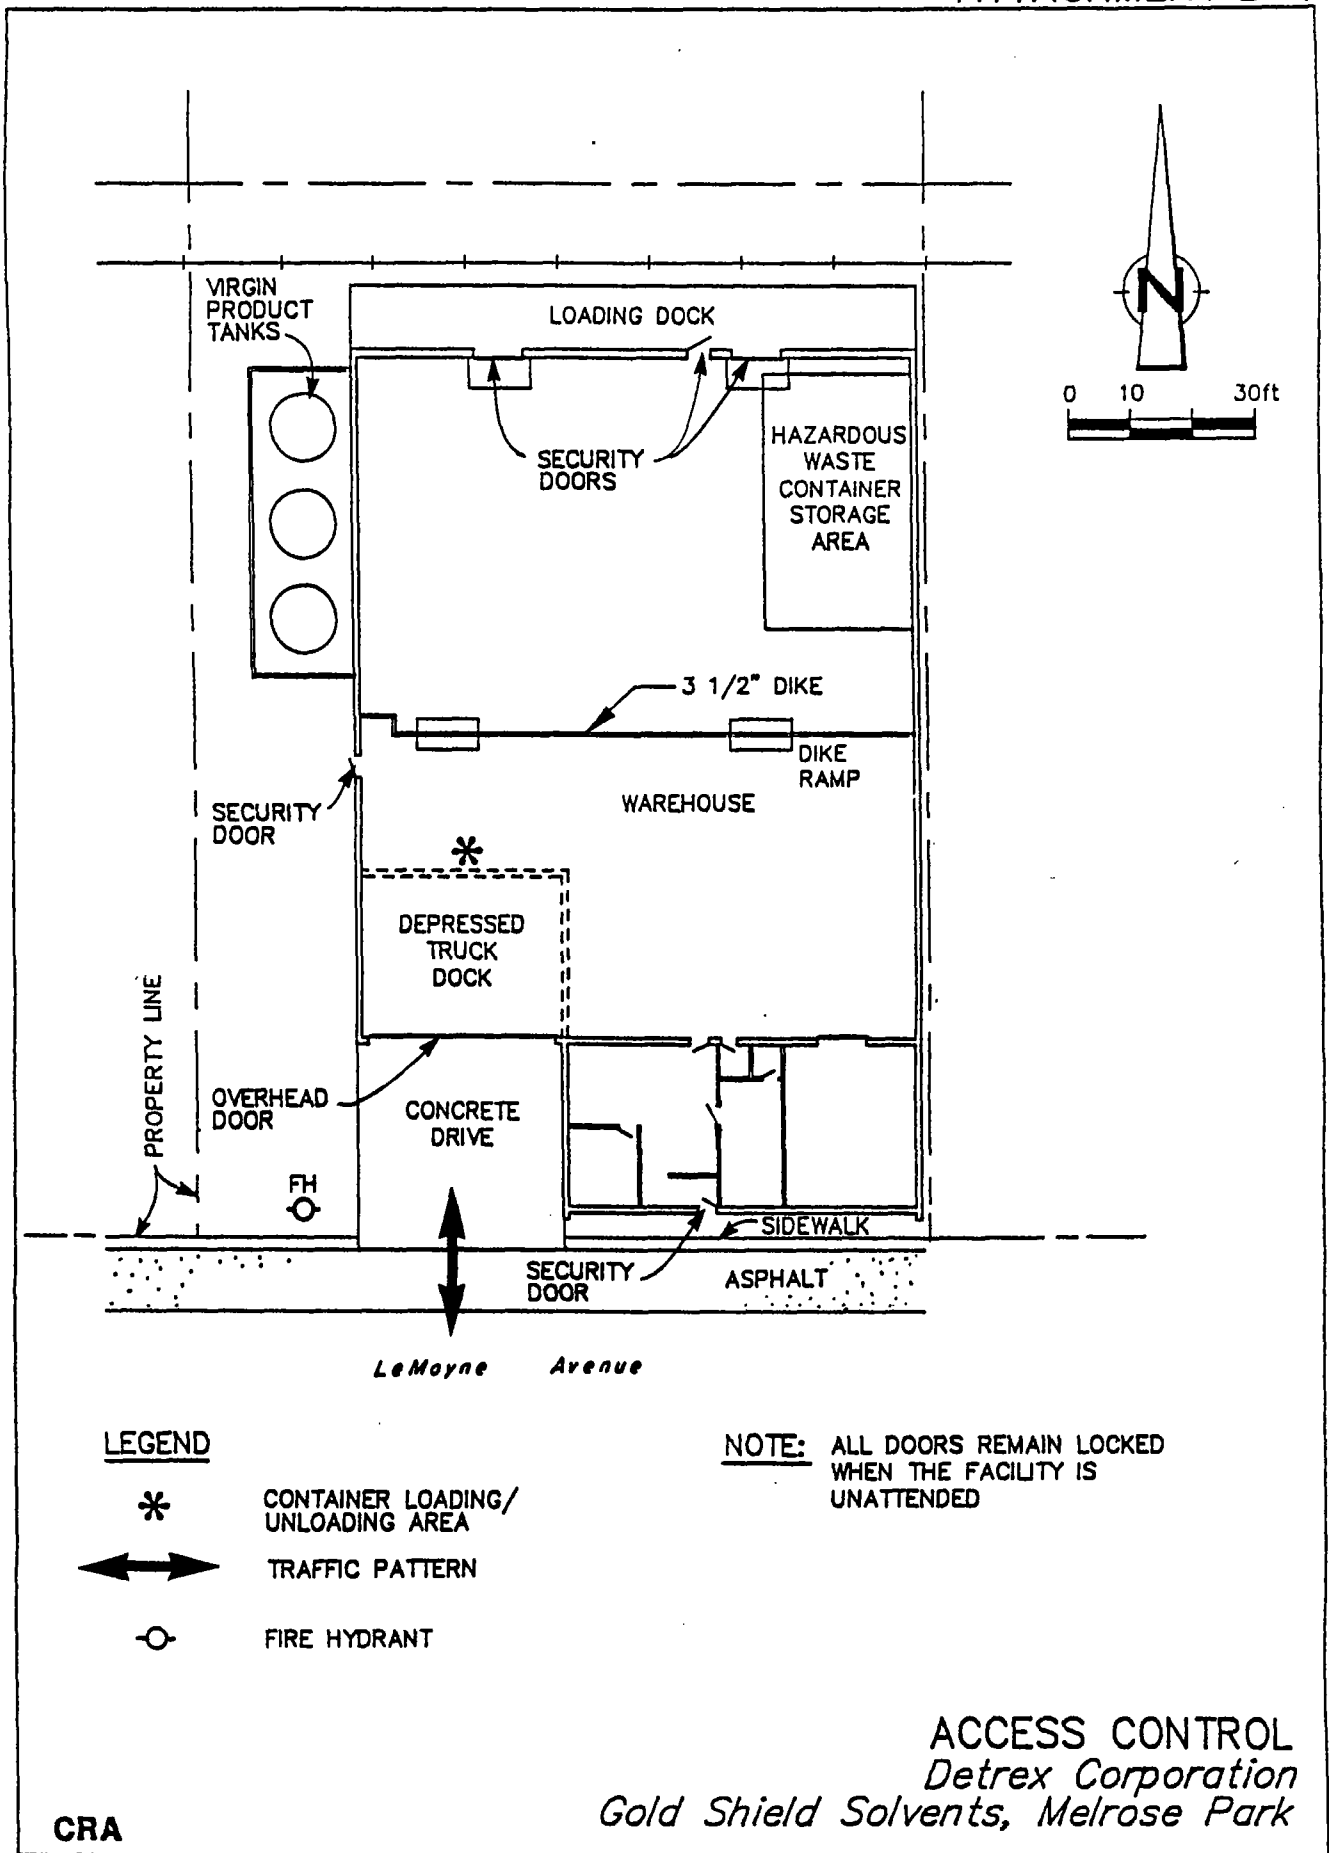 VIRGIN
PRODUCT
TANKS
LOADING DOCK
N
0 10 30ft
SECURITY
DOORS
HAZARDOUS
WASTE
CONTAINER
STORAGE
AREA
3 1/2" DIKE
DIKE
RAMP
WAREHOUSE
SECURITY
DOOR
*
DEPRESSED
TRUCK
DOCK
PROPERTY LINE
OVERHEAD
DOOR
CONCRETE
DRIVE
FH
SIDEWALK
SECURITY
DOOR
ASPHALT
LeMoyne Avenue
LEGEND
* CONTAINER LOADING/
UNLOADING AREA
TRAFFIC PATTERN
FIRE HYDRANT
NOTE: ALL DOORS REMAIN LOCKED
WHEN THE FACILITY IS
UNATTENDED
ACCESS CONTROL
Detrex Corporation
Gold Shield Solvents, Melrose Park
CRA